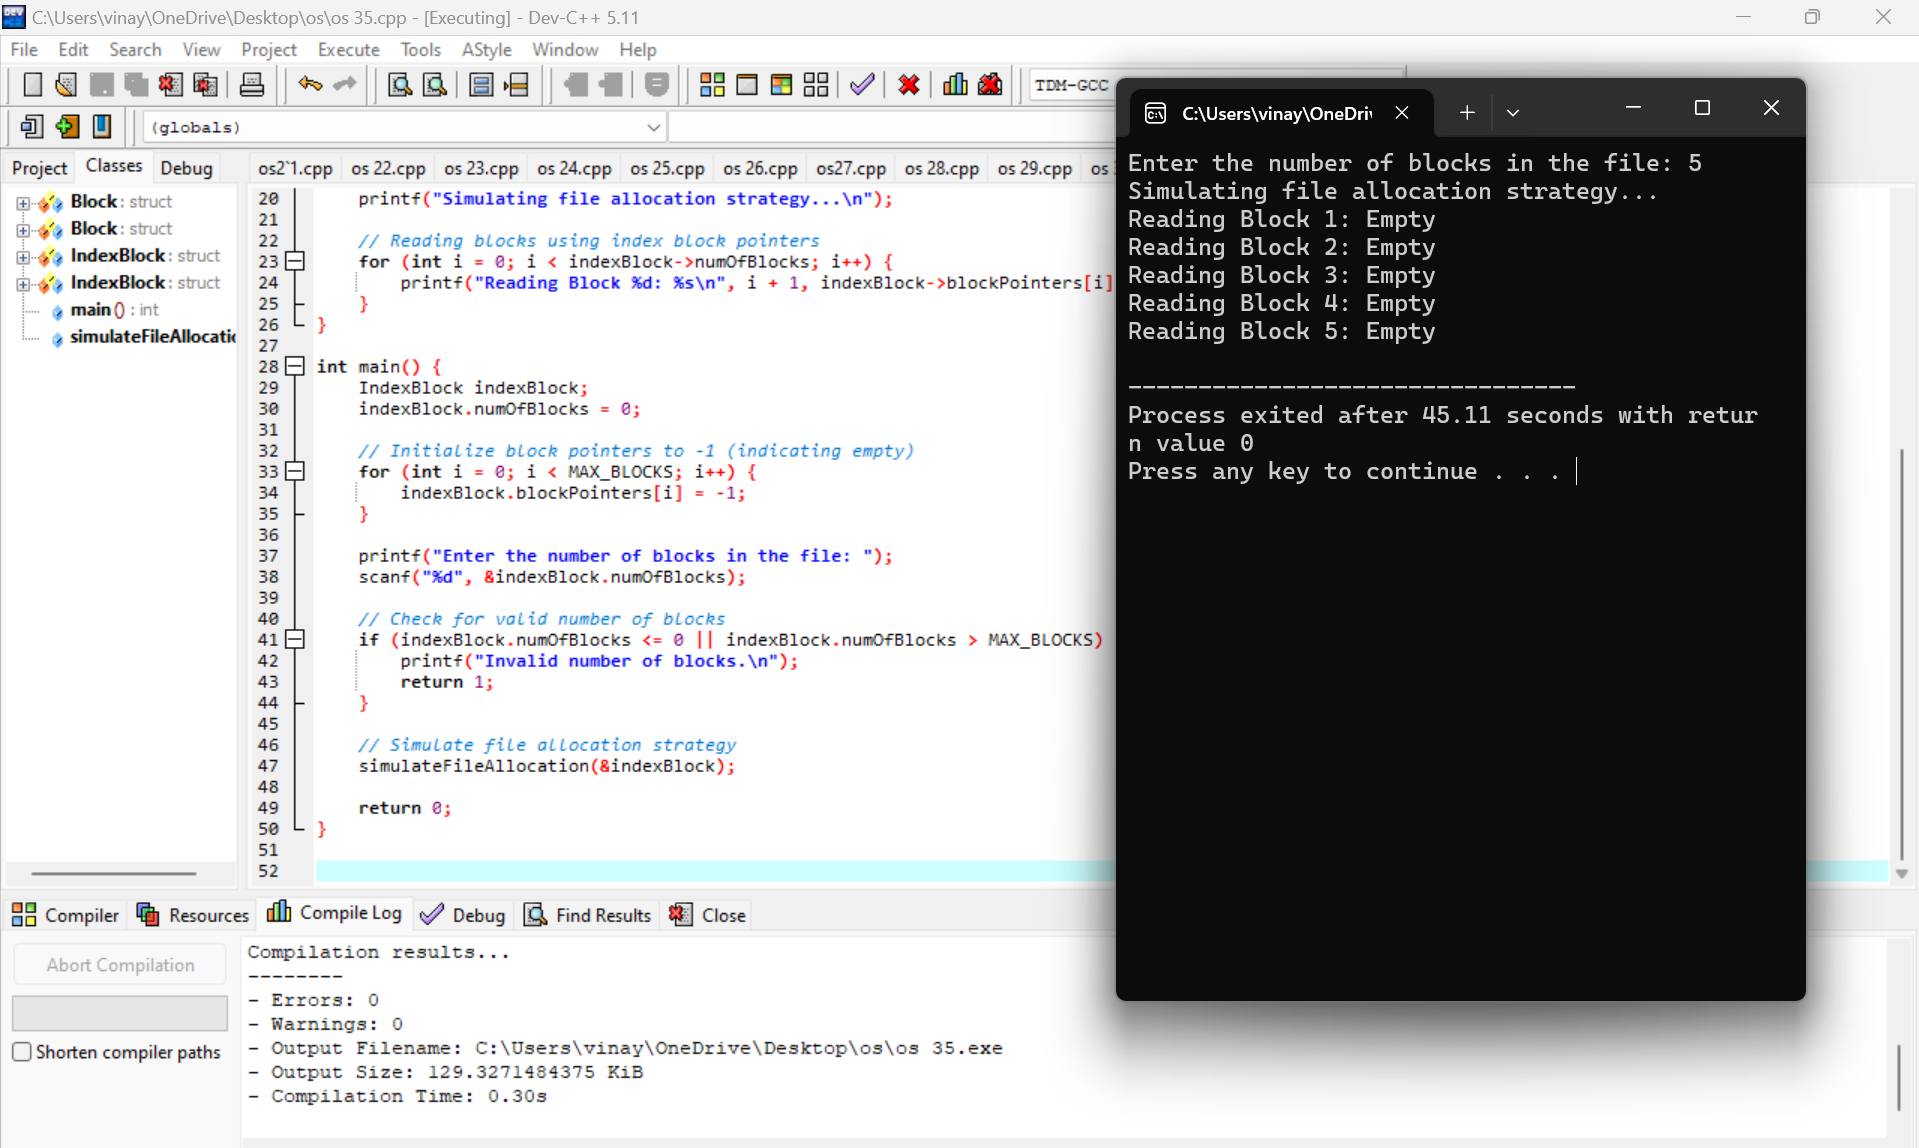 C:\Users\vinay\OneDrive\Desktop\os\os 35.cpp - [Executing] - Dev-C++ 5.11
File Edit Search View Project Execute Tools AStyle Window Help
TDM-GCC
(globals)
Project Classes Debug
os2`1.cpp os 22.cpp os 23.cpp os 24.cpp os 25.cpp os 26.cpp os27.cpp os 28.cpp os 29.cpp os
Block : struct
Block : struct
IndexBlock : struct
IndexBlock : struct
main () : int
simulateFileAllocatic
20 printf("Simulating file allocation strategy...\n");
21
22 // Reading blocks using index block pointers
23 for (int i = 0; i < indexBlock->numOfBlocks; i++) {
24 printf("Reading Block %d: %s\n", i + 1, indexBlock->blockPointers[i]
25 }
26 }
27
28 int main() {
29 IndexBlock indexBlock;
30 indexBlock.numOfBlocks = 0;
31
32 // Initialize block pointers to -1 (indicating empty)
33 for (int i = 0; i < MAX_BLOCKS; i++) {
34 indexBlock.blockPointers[i] = -1;
35 }
36
37 printf("Enter the number of blocks in the file: ");
38 scanf("%d", &indexBlock.numOfBlocks);
39
40 // Check for valid number of blocks
41 if (indexBlock.numOfBlocks <= 0 || indexBlock.numOfBlocks > MAX_BLOCKS)
42 printf("Invalid number of blocks.\n");
43 return 1;
44 }
45
46 // Simulate file allocation strategy
47 simulateFileAllocation(&indexBlock);
48
49 return 0;
50 }
51
52
C:\Users\vinay\OneDri
Enter the number of blocks in the file: 5
Simulating file allocation strategy...
Reading Block 1: Empty
Reading Block 2: Empty
Reading Block 3: Empty
Reading Block 4: Empty
Reading Block 5: Empty
--------------------------------
Process exited after 45.11 seconds with retur
n value 0
Press any key to continue . . .
Compiler Resources Compile Log Debug Find Results Close
Abort Compilation
Shorten compiler paths
Compilation results...
--------
- Errors: 0
- Warnings: 0
- Output Filename: C:\Users\vinay\OneDrive\Desktop\os\os 35.exe
- Output Size: 129.3271484375 KiB
- Compilation Time: 0.30s